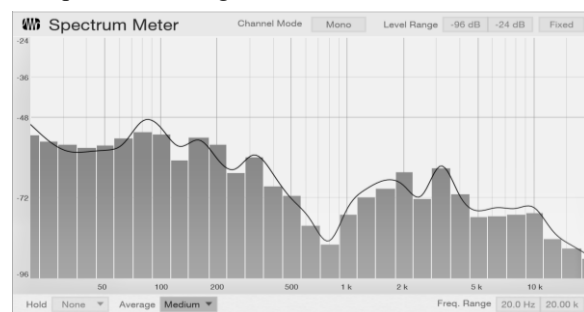 Spectrum Meter Channel Mode Mono Level Range -96 dB -24 dB Fixed
-24
-36
-48
-72
-96
50 100 200 500 1 k 2 k 5 k 10 k
Hold None Average Medium Freq. Range 20.0 Hz 20.00 k